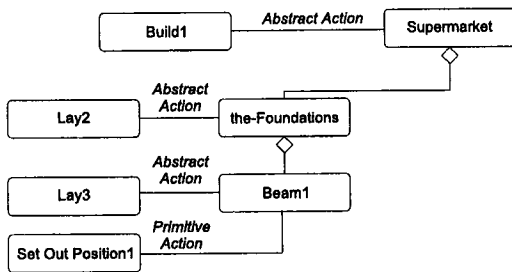 Build1
Abstract Action
Supermarket
Lay2
Abstract
Action
the-Foundations
Lay3
Abstract
Action
Beam1
Set Out Position1
Primitive
Action